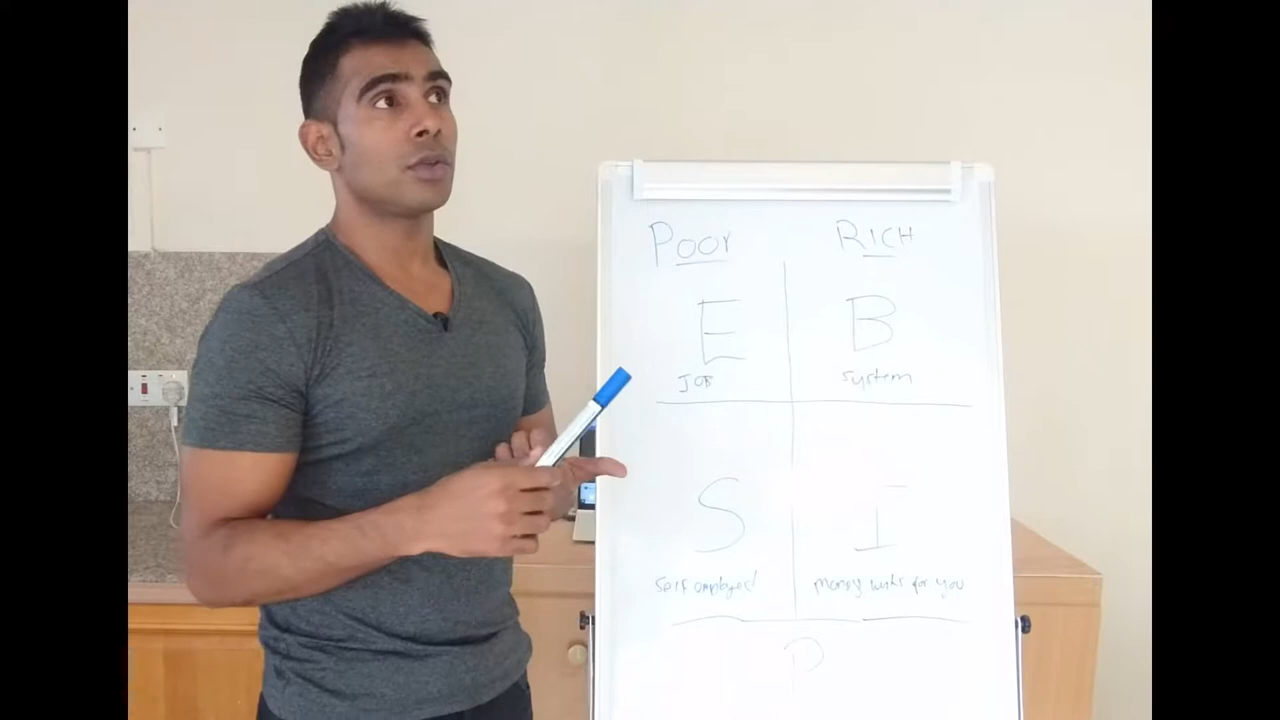 POOR RICH
E B
JOB system
S I
self employed money works for you
P